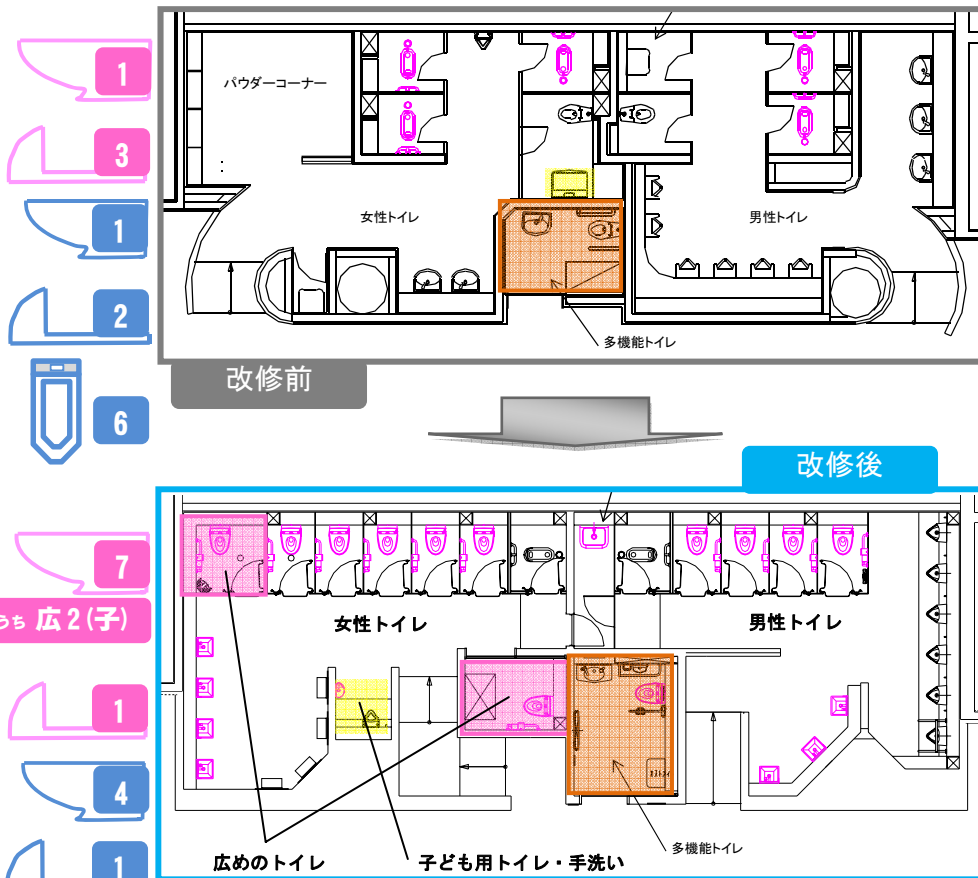 1
3
1
2
6
パウダーコーナー
女性トイレ
男性トイレ
多機能トイレ
改修前
改修後
7
うち 広2(子)
1
4
1
女性トイレ
男性トイレ
広めのトイレ
子ども用トイレ・手洗い
多機能トイレ